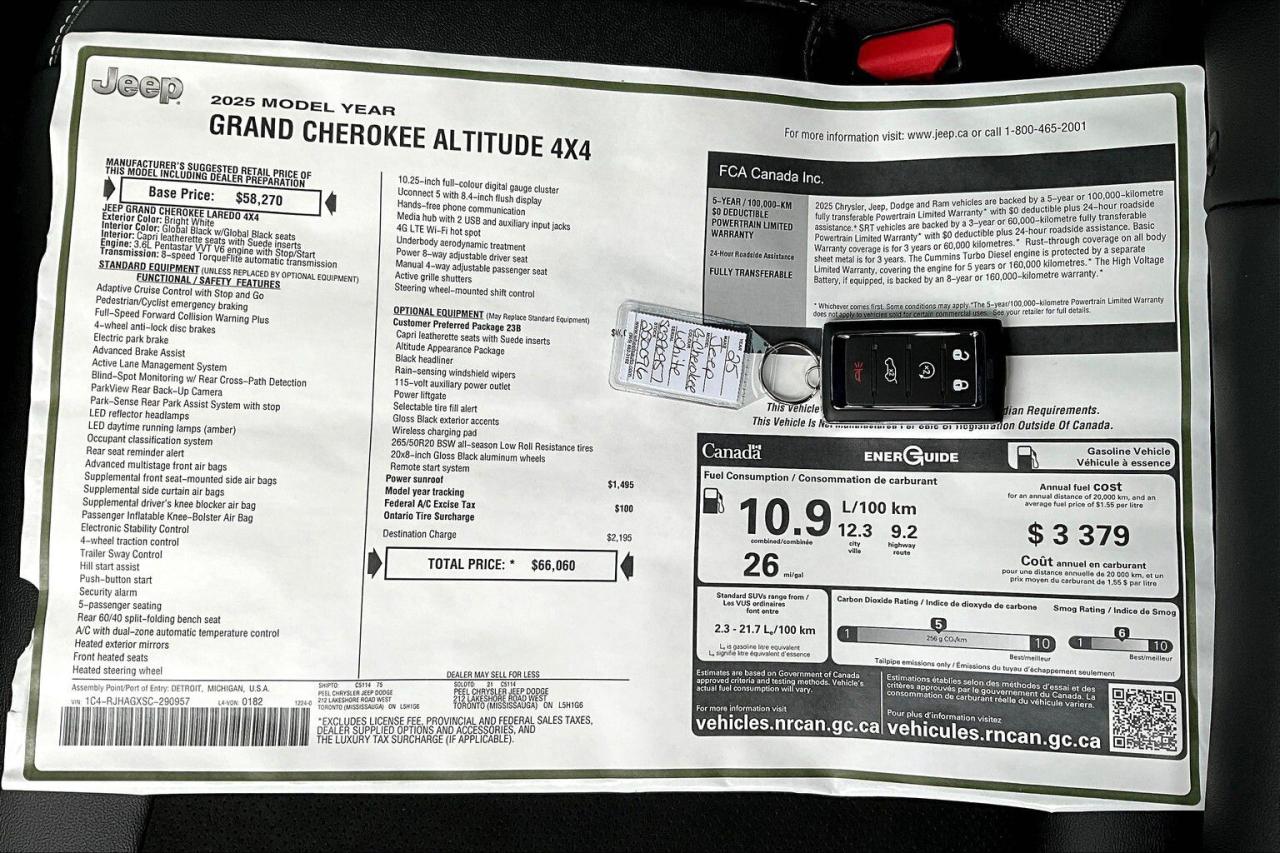 Jeep
2025 MODEL YEAR
GRAND CHEROKEE ALTITUDE 4X4
MANUFACTURER'S SUGGESTED RETAIL PRICE OF
THIS MODEL INCLUDING DEALER PREPARATION
Base Price: $58,270
JEEP GRAND CHEROKEE LAREDO 4X4
Exterior Color: Bright White
Interior Color: Global Black w/Global Black seats
Interior: Capri leatherette seats with Suede inserts
Engine: 3.6L Pentastar VVT V6 engine with Stop/Start
Transmission: 8-speed TorqueFlite automatic transmission
STANDARD EQUIPMENT (UNLESS REPLACED BY OPTIONAL EQUIPMENT)
FUNCTIONAL / SAFETY FEATURES
Adaptive Cruise Control with Stop and Go
Pedestrian/Cyclist emergency braking
Full-Speed Forward Collision Warning Plus
4-wheel anti-lock disc brakes
Electric park brake
Advanced Brake Assist
Active Lane Management System
Blind-Spot Monitoring w/ Rear Cross-Path Detection
ParkView Rear Back-Up Camera
Park-Sense Rear Park Assist System with stop
LED reflector headlamps
LED daytime running lamps (amber)
Occupant classification system
Rear seat reminder alert
Advanced multistage front air bags
Supplemental front seat-mounted side air bags
Supplemental side curtain air bags
Supplemental driver's knee blocker air bag
Passenger Inflatable Knee-Bolster Air Bag
Electronic Stability Control
4-wheel traction control
Trailer Sway Control
Hill start assist
Push-button start
Security alarm
5-passenger seating
Rear 60/40 split-folding bench seat
A/C with dual-zone automatic temperature control
Heated exterior mirrors
Front heated seats
Heated steering wheel
Assembly Point/Port of Entry: DETROIT, MICHIGAN, U.S.A.
VIN: 1C4-RJHAGXSC-290957 L4-VON: 0182 1224-0
10.25-inch full-colour digital gauge cluster
Uconnect 5 with 8.4-inch flush display
Hands-free phone communication
Media hub with 2 USB and auxiliary input jacks
4G LTE Wi-Fi hot spot
Underbody aerodynamic treatment
Power 8-way adjustable driver seat
Manual 4-way adjustable passenger seat
Active grille shutters
Steering wheel-mounted shift control
OPTIONAL EQUIPMENT (May Replace Standard Equipment)
Customer Preferred Package 23B
Capri leatherette seats with Suede inserts
Altitude Appearance Package
Black headliner
Rain-sensing windshield wipers
115-volt auxiliary power outlet
Power liftgate
Selectable tire fill alert
Gloss Black exterior accents
Wireless charging pad
265/50R20 BSW all-season Low Roll Resistance tires
20x8-inch Gloss Black aluminum wheels
Remote start system
Power sunroof $1,495
Model year tracking
Federal A/C Excise Tax $100
Ontario Tire Surcharge
Destination Charge $2,195
TOTAL PRICE: * $66,060
DEALER MAY SELL FOR LESS
SHIPTO: C5114 75
PEEL CHRYSLER JEEP DODGE
212 LAKESHORE ROAD WEST
TORONTO (MISSISSAUGA) ON L5H1G6
SOLDTO: 21 C5114
PEEL CHRYSLER JEEP DODGE
212 LAKESHORE ROAD WEST
TORONTO (MISSISSAUGA) ON L5H1G6
*EXCLUDES LICENSE FEE, PROVINCIAL AND FEDERAL SALES TAXES,
DEALER SUPPLIED OPTIONS AND ACCESSORIES, AND
THE LUXURY TAX SURCHARGE (IF APPLICABLE).
For more information visit: www.jeep.ca or call 1-800-465-2001
FCA Canada Inc.
5-YEAR / 100,000-KM
$0 DEDUCTIBLE
POWERTRAIN LIMITED
WARRANTY
24-Hour Roadside Assistance
FULLY TRANSFERABLE
2025 Chrysler, Jeep, Dodge and Ram vehicles are backed by a 5-year or 100,000-kilometre
fully transferable Powertrain Limited Warranty* with $0 deductible plus 24-hour roadside
assistance.* SRT vehicles are backed by a 3-year or 60,000-kilometre fully transferable
Powertrain Limited Warranty* with $0 deductible plus 24-hour roadside assistance. Basic
Warranty coverage is for 3 years or 60,000 kilometres.* Rust-through coverage on all body
sheet metal is for 3 years. The Cummins Turbo Diesel engine is protected by a separate
Limited Warranty, covering the engine for 5 years or 160,000 kilometres.* The High Voltage
Battery, if equipped, is backed by an 8-year or 160,000-kilometre warranty.*
* Whichever comes first. Some conditions may apply. *The 5-year/100,000-kilometre Powertrain Limited Warranty
does not apply to vehicles sold for certain commercial uses. See your retailer for full details.
YEAR 25
Jeep
G.Cherokee
White
This Vehicle
dian Requirements.
This Vehicle Is Not Manufactured For Sale or Registration Outside Of Canada.
Canada
ENERGUIDE
Gasoline Vehicle
Véhicule à essence
Fuel Consumption / Consommation de carburant
10.9 L/100 km
combined/combinée
12.3 9.2
city highway
ville route
26 mi/gal
Annual fuel COST
for an annual distance of 20,000 km, and an
average fuel price of $1.55 per litre
$ 3 379
Coût annuel en carburant
pour une distance annuelle de 20 000 km, et un
prix moyen du carburant de 1,55 $ par litre
Standard SUVs range from /
Les VUS ordinaires
font entre
2.3 - 21.7 Le/100 km
Le is gasoline litre equivalent
Le signifie litre équivalent d'essence
Carbon Dioxide Rating / Indice de dioxyde de carbone
5
1 256 g CO2/km 10
Best/meilleur
Smog Rating / Indice de Smog
6
1 10
Best/meilleur
Tailpipe emissions only / Émissions du tuyau d'échappement seulement
Estimates are based on Government of Canada
approved criteria and testing methods. Vehicle's
actual fuel consumption will vary.
For more information visit
vehicles.nrcan.gc.ca
Estimations établies selon des méthodes d'essai et des
critères approuvés par le gouvernement du Canada. La
consommation de carburant réelle du véhicule variera.
Pour plus d'information visitez
vehicules.rncan.gc.ca